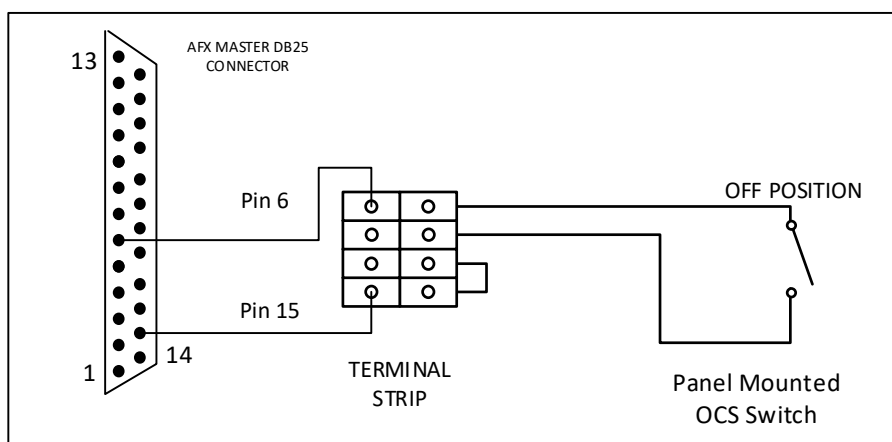 AFX MASTER DB25
CONNECTOR
13
Pin 6
OFF POSITION
Pin 15
14
1
TERMINAL
STRIP
Panel Mounted
OCS Switch